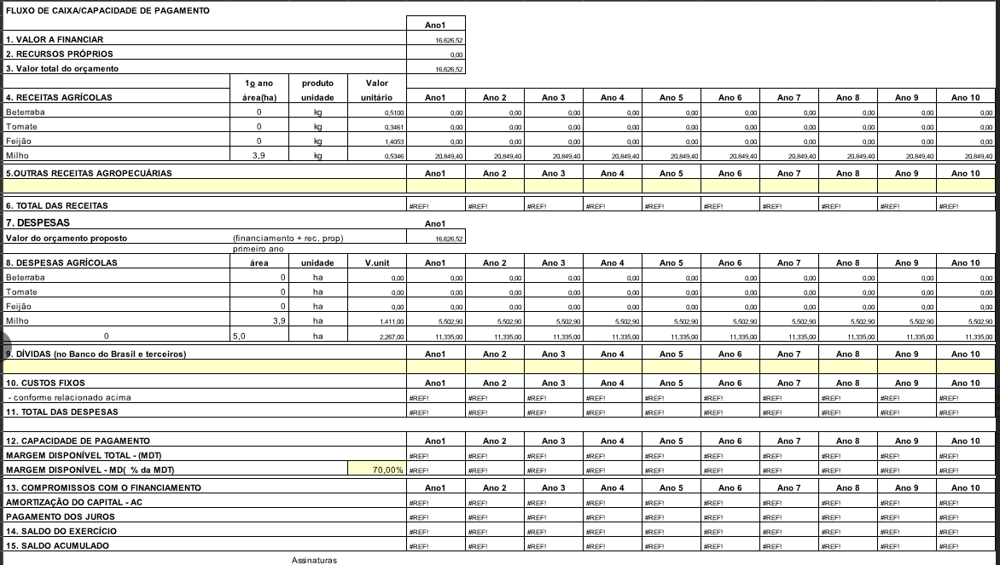 FLUXO DE CAIXA/CAPACIDADE DE PAGAMENTO
Ano1
1. VALOR A FINANCIAR 16,626,52
2. RECURSOS PRÓPRIOS 0,00
3. Valor total do orçamento 16,626,52
1o ano produto Valor
4. RECEITAS AGRÍCOLAS área(ha) unidade unitário Ano1 Ano 2 Ano 3 Ano 4 Ano 5 Ano 6 Ano 7 Ano 8 Ano 9 Ano 10
Beterraba 0 kg 0,5100 0,00 0,00 0,00 0,00 0,00 0,00 0,00 0,00 0,00 0,00
Tomate 0 kg 0,3461 0,00 0,00 0,00 0,00 0,00 0,00 0,00 0,00 0,00 0,00
Feijão 0 kg 1,4053 0,00 0,00 0,00 0,00 0,00 0,00 0,00 0,00 0,00 0,00
Milho 3,9 kg 0,5346 20,849,40 20,849,40 20,849,40 20,849,40 20,849,40 20,849,40 20,849,40 20,849,40 20,849,40 20,849,40
5.OUTRAS RECEITAS AGROPECUÁRIAS Ano1 Ano 2 Ano 3 Ano 4 Ano 5 Ano 6 Ano 7 Ano 8 Ano 9 Ano 10
6. TOTAL DAS RECEITAS #REF! #REF! #REF! #REF! #REF! #REF! #REF! #REF! #REF! #REF!
7. DESPESAS Ano1
Valor do orçamento proposto (financiamento + rec. prop) 16,626,52
primeiro ano
8. DESPESAS AGRÍCOLAS área unidade V.unit Ano1 Ano 2 Ano 3 Ano 4 Ano 5 Ano 6 Ano 7 Ano 8 Ano 9 Ano 10
Beterraba 0 ha 0,00 0,00 0,00 0,00 0,00 0,00 0,00 0,00 0,00 0,00 0,00
Tomate 0 ha 0,00 0,00 0,00 0,00 0,00 0,00 0,00 0,00 0,00 0,00 0,00
Feijão 0 ha 0,00 0,00 0,00 0,00 0,00 0,00 0,00 0,00 0,00 0,00 0,00
Milho 3,9 ha 1,411,00 5,502,90 5,502,90 5,502,90 5,502,90 5,502,90 5,502,90 5,502,90 5,502,90 5,502,90 5,502,90
0 5,0 ha 2,267,00 11,335,00 11,335,00 11,335,00 11,335,00 11,335,00 11,335,00 11,335,00 11,335,00 11,335,00 11,335,00
9. DÍVIDAS (no Banco do Brasil e terceiros) Ano1 Ano 2 Ano 3 Ano 4 Ano 5 Ano 6 Ano 7 Ano 8 Ano 9 Ano 10
10. CUSTOS FIXOS Ano1 Ano 2 Ano 3 Ano 4 Ano 5 Ano 6 Ano 7 Ano 8 Ano 9 Ano 10
- conforme relacionado acima #REF! #REF! #REF! #REF! #REF! #REF! #REF! #REF! #REF! #REF!
11. TOTAL DAS DESPESAS #REF! #REF! #REF! #REF! #REF! #REF! #REF! #REF! #REF! #REF!
12. CAPACIDADE DE PAGAMENTO Ano1 Ano 2 Ano 3 Ano 4 Ano 5 Ano 6 Ano 7 Ano 8 Ano 9 Ano 10
MARGEM DISPONÍVEL TOTAL - (MDT) #REF! #REF! #REF! #REF! #REF! #REF! #REF! #REF! #REF! #REF!
MARGEM DISPONÍVEL - MD( % da MDT) 70,00% #REF! #REF! #REF! #REF! #REF! #REF! #REF! #REF! #REF! #REF!
13. COMPROMISSOS COM O FINANCIAMENTO Ano1 Ano 2 Ano 3 Ano 4 Ano 5 Ano 6 Ano 7 Ano 8 Ano 9 Ano 10
AMORTIZAÇÃO DO CAPITAL - AC #REF! #REF! #REF! #REF! #REF! #REF! #REF! #REF! #REF! #REF!
PAGAMENTO DOS JUROS #REF! #REF! #REF! #REF! #REF! #REF! #REF! #REF! #REF! #REF!
14. SALDO DO EXERCÍCIO #REF! #REF! #REF! #REF! #REF! #REF! #REF! #REF! #REF! #REF!
15. SALDO ACUMULADO #REF! #REF! #REF! #REF! #REF! #REF! #REF! #REF! #REF! #REF!
Assinaturas